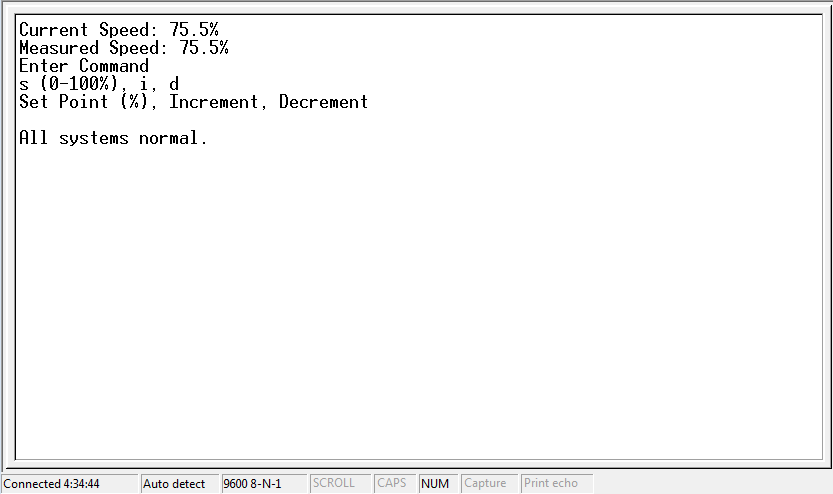 Current Speed: 75.5%
Measured Speed: 75.5%
Enter Command
s (0-100%), i, d
Set Point (%), Increment, Decrement
All systems normal.
Connected 4:34:44 Auto detect 9600 8-N-1 SCROLL CAPS NUM Capture Print echo